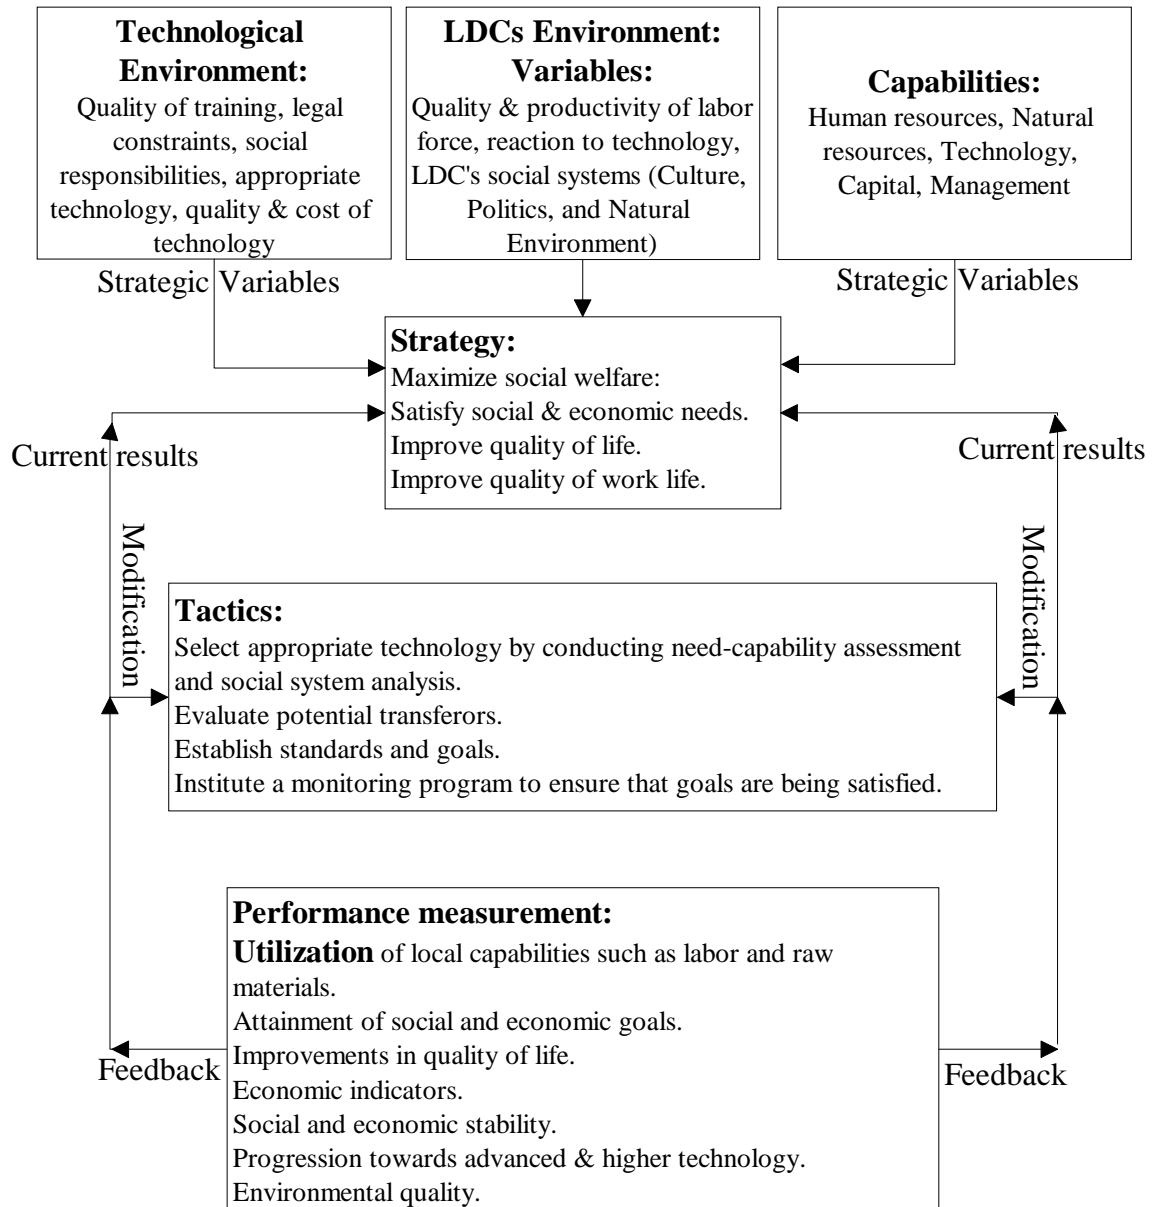 Technological
Environment:
Quality of training, legal
constraints, social
responsibilities, appropriate
technology, quality & cost of
technology
LDCs Environment:
Variables:
Quality & productivity of labor
force, reaction to technology,
LDC's social systems (Culture,
Politics, and Natural
Environment)
Capabilities:
Human resources, Natural
resources, Technology,
Capital, Management
Strategic Variables
Strategic Variables
Strategy:
Maximize social welfare:
Satisfy social & economic needs.
Improve quality of life.
Improve quality of work life.
Current results
Current results
Modification
Modification
Tactics:
Select appropriate technology by conducting need-capability assessment
and social system analysis.
Evaluate potential transferors.
Establish standards and goals.
Institute a monitoring program to ensure that goals are being satisfied.
Performance measurement:
Utilization of local capabilities such as labor and raw
materials.
Attainment of social and economic goals.
Improvements in quality of life.
Economic indicators.
Social and economic stability.
Progression towards advanced & higher technology.
Environmental quality.
Feedback
Feedback